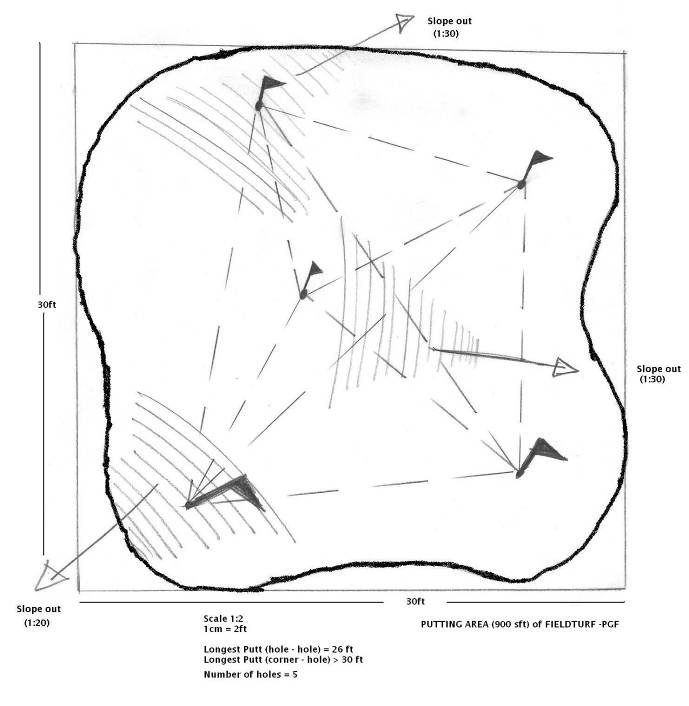 Slope out
(1:30)
30ft
Slope out
(1:30)
Slope out
(1:20)
30ft
Scale 1:2
1cm = 2ft
PUTTING AREA (900 sft) of FIELDTURF -PGF
Longest Putt (hole - hole) = 26 ft
Longest Putt (corner - hole) > 30 ft
Number of holes = 5